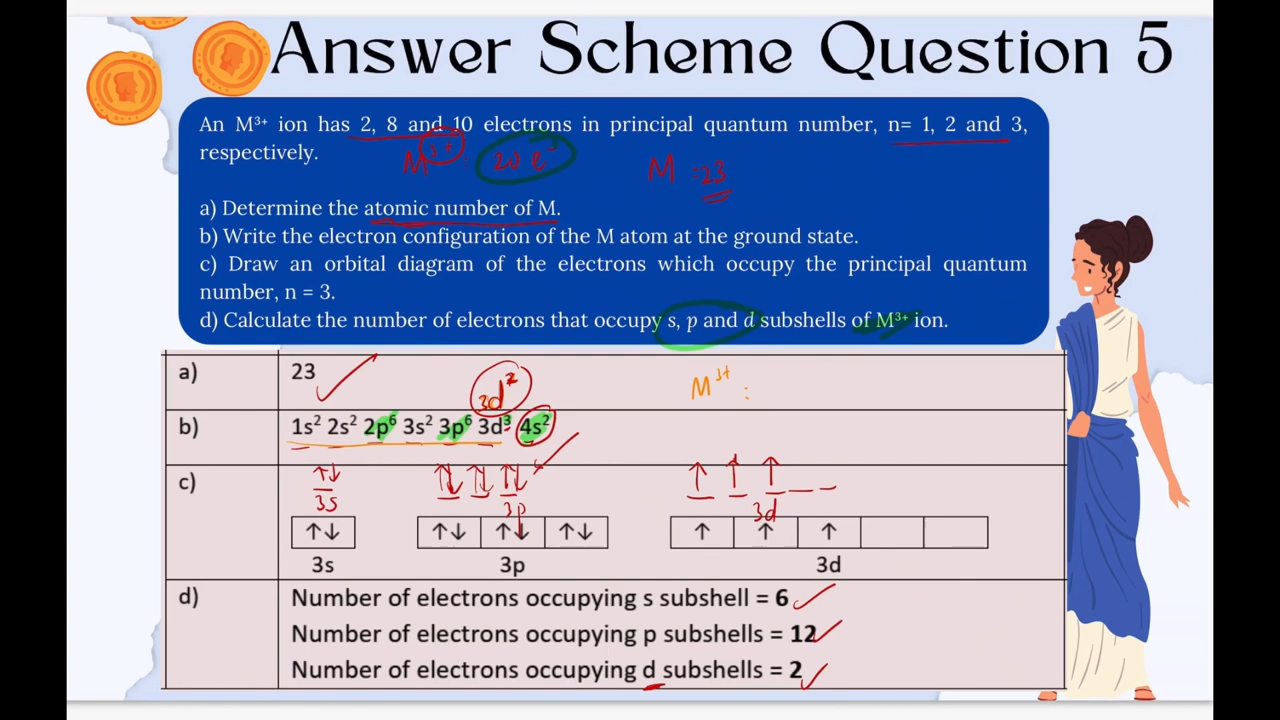 Answer Scheme Question 5
An M³⁺ ion has 2, 8 and 10 electrons in principal quantum number, n= 1, 2 and 3,
respectively.
M³⁺ : 20 e⁻ M :23
a) Determine the atomic number of M.
b) Write the electron configuration of the M atom at the ground state.
c) Draw an orbital diagram of the electrons which occupy the principal quantum
number, n = 3.
d) Calculate the number of electrons that occupy s, p and d subshells of M³⁺ ion.
a) 23
3d² M³⁺ :
b) 1s² 2s² 2p⁶ 3s² 3p⁶ 3d³ 4s²
c) ↑↓ ↑↓ ↑↓ ↑↓ ↑ ↑ ↑
3s 3p 3d
↑↓ ↑↓ ↑↓ ↑↓ ↑ ↑ ↑
3s 3p 3d
d) Number of electrons occupying s subshell = 6
Number of electrons occupying p subshells = 12
Number of electrons occupying d subshells = 2